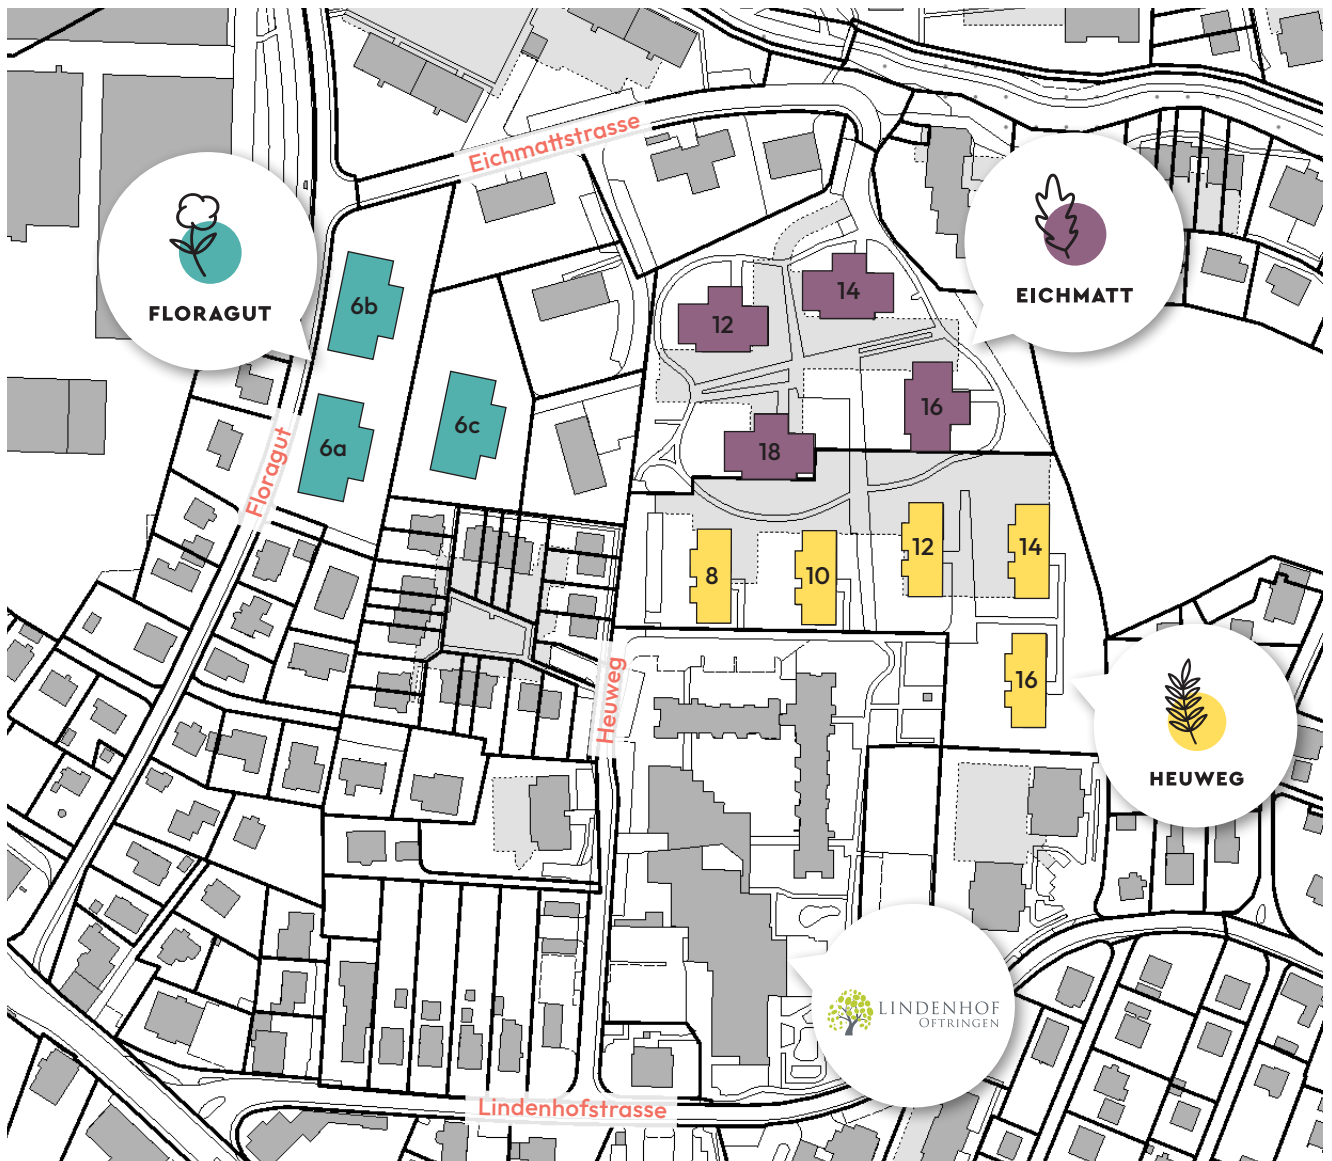 Eichmattstrasse
FLORAGUT
EICHMATT
6b
14
12
6c
16
6a
18
Floragut
12
14
8
10
Heuweg
16
HEUWEG
LINDENHOF
OFTRINGEN
Lindenhofstrasse